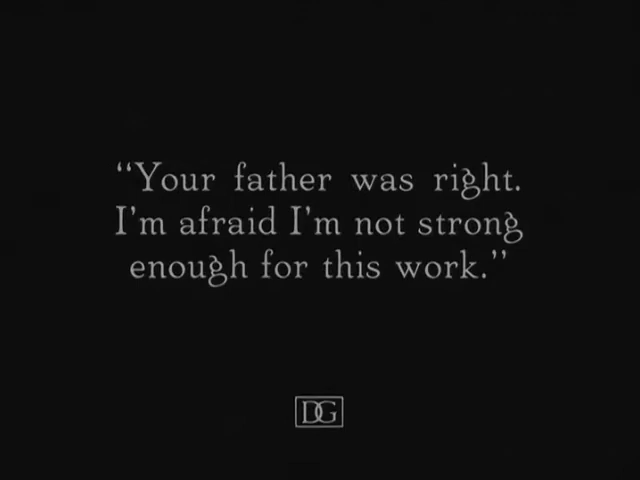 “Your father was right.
I'm afraid I'm not strong
enough for this work.”
DG